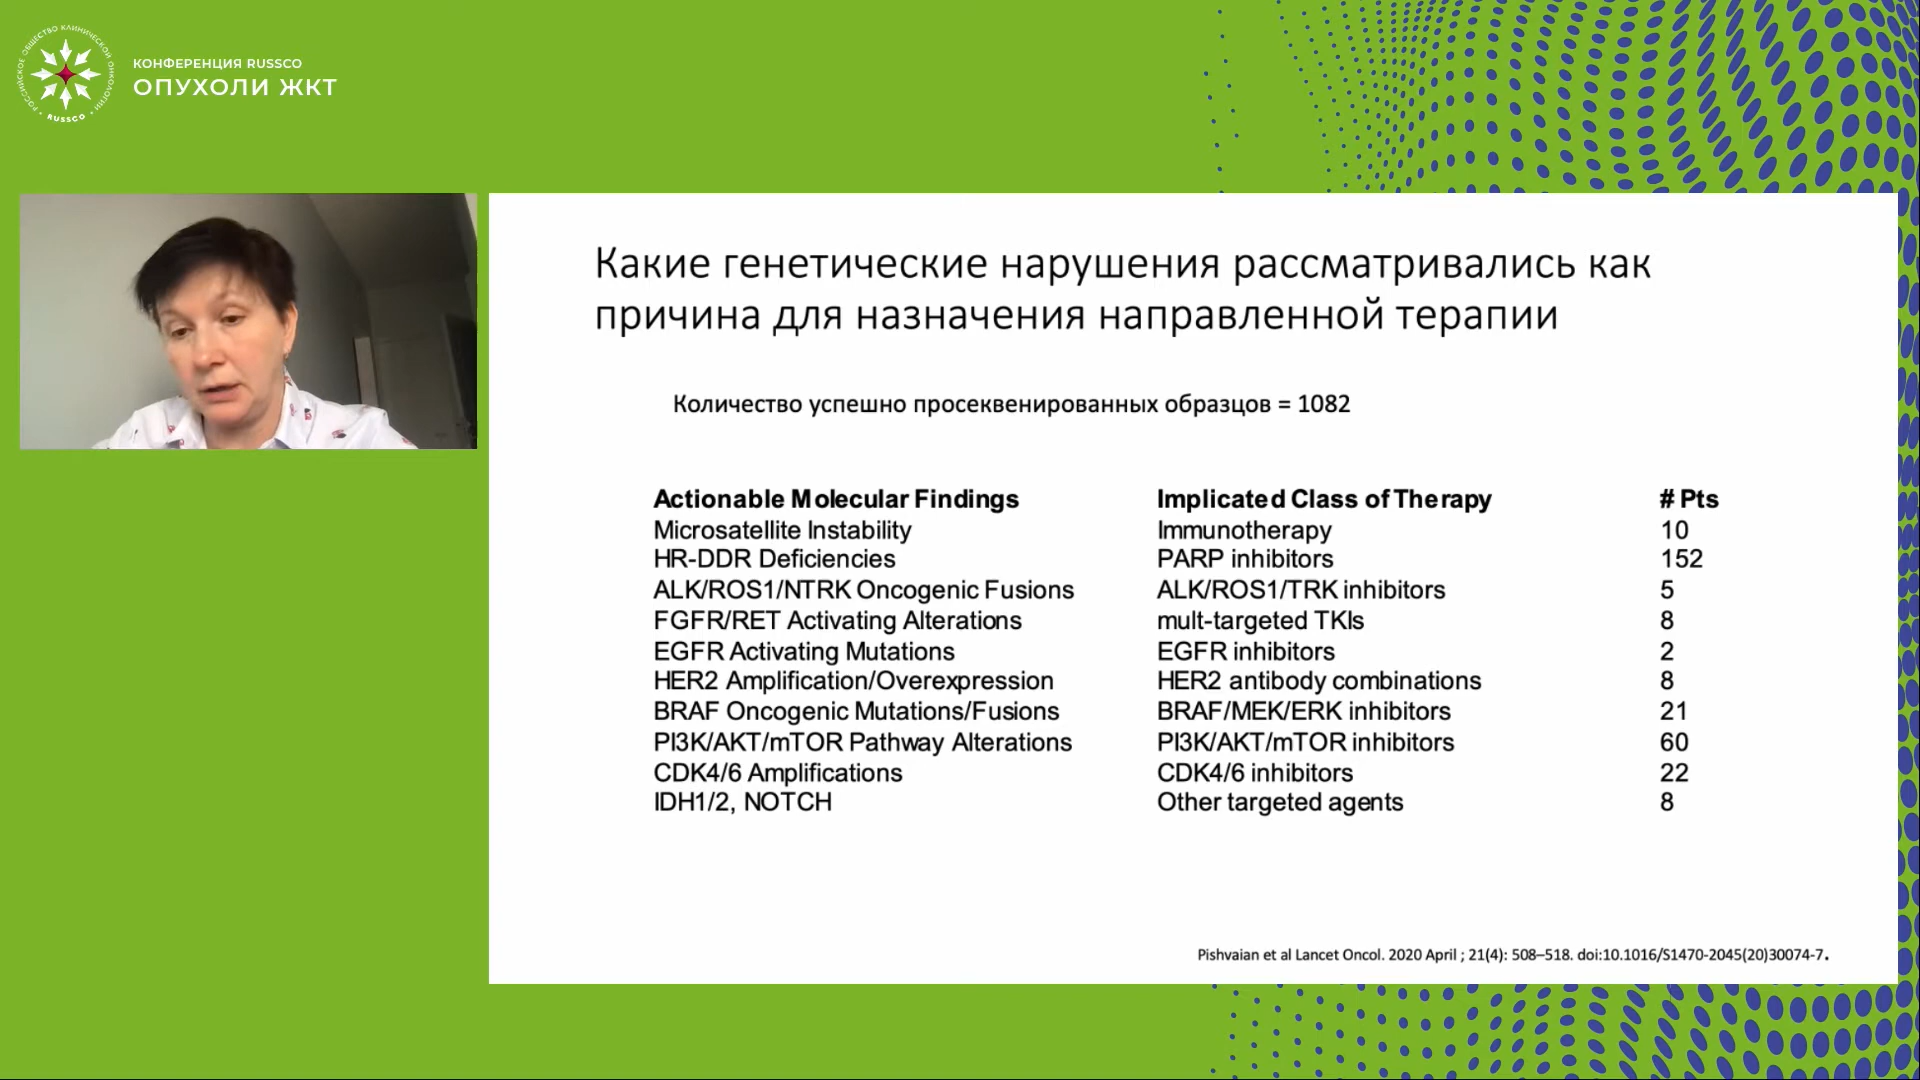 РОССИЙСКОЕ ОБЩЕСТВО КЛИНИЧЕСКОЙ ОНКОЛОГИИ
• RUSSCO •
КОНФЕРЕНЦИЯ RUSSCO
ОПУХОЛИ ЖКТ
Какие генетические нарушения рассматривались как
причина для назначения направленной терапии
Количество успешно просеквенированных образцов = 1082
Actionable Molecular Findings Implicated Class of Therapy # Pts
Microsatellite Instability Immunotherapy 10
HR-DDR Deficiencies PARP inhibitors 152
ALK/ROS1/NTRK Oncogenic Fusions ALK/ROS1/TRK inhibitors 5
FGFR/RET Activating Alterations mult-targeted TKIs 8
EGFR Activating Mutations EGFR inhibitors 2
HER2 Amplification/Overexpression HER2 antibody combinations 8
BRAF Oncogenic Mutations/Fusions BRAF/MEK/ERK inhibitors 21
PI3K/AKT/mTOR Pathway Alterations PI3K/AKT/mTOR inhibitors 60
CDK4/6 Amplifications CDK4/6 inhibitors 22
IDH1/2, NOTCH Other targeted agents 8
Pishvaian et al Lancet Oncol. 2020 April ; 21(4): 508–518. doi:10.1016/S1470-2045(20)30074-7.